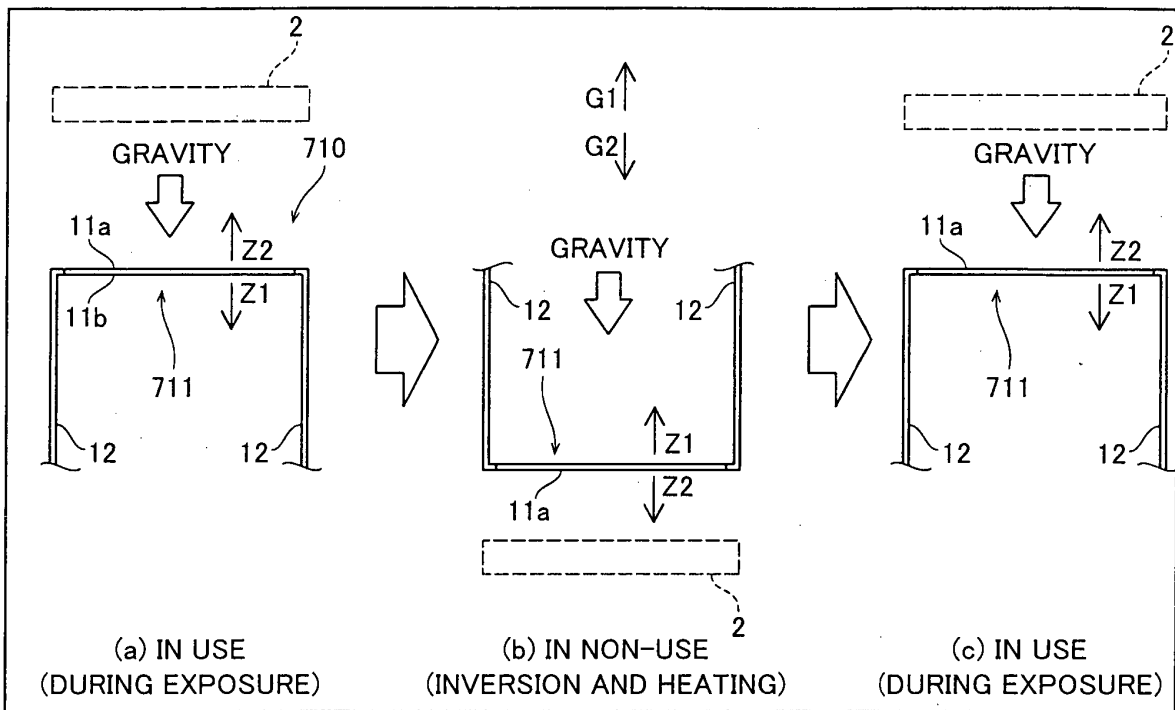 2
GRAVITY
710
11a
Z2
11b
Z1
711
12
12
(a) IN USE
(DURING EXPOSURE)
G1
G2
GRAVITY
12
12
711
Z1
11a
Z2
2
(b) IN NON-USE
(INVERSION AND HEATING)
2
GRAVITY
11a
Z2
Z1
711
12
12
(c) IN USE
(DURING EXPOSURE)